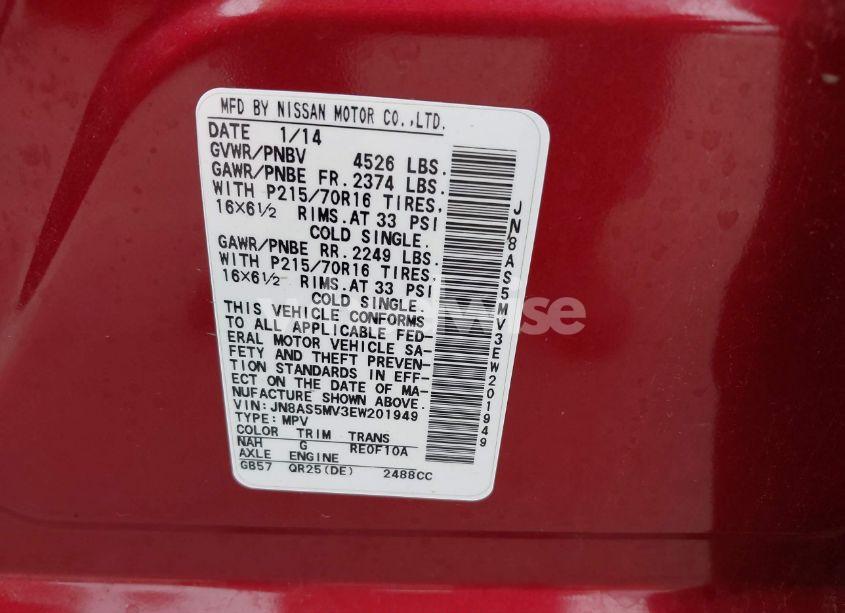 MFD BY NISSAN MOTOR CO.,LTD.
DATE 1/14
GVWR/PNBV 4526 LBS.
GAWR/PNBE FR. 2374 LBS.
WITH P215/70R16 TIRES,
16X6½ RIMS.AT 33 PSI
COLD SINGLE.
GAWR/PNBE RR. 2249 LBS.
WITH P215/70R16 TIRES,
16X6½ RIMS.AT 33 PSI
COLD SINGLE.
THIS VEHICLE CONFORMS
TO ALL APPLICABLE FED-
ERAL MOTOR VEHICLE SA-
FETY AND THEFT PREVEN-
TION STANDARDS IN EFF-
ECT ON THE DATE OF MA-
NUFACTURE SHOWN ABOVE.
VIN: JN8AS5MV3EW201949
TYPE: MPV
COLOR TRIM TRANS
NAH G RE0F10A
AXLE ENGINE
GB57 QR25(DE) 2488CC
JN8AS5MV3EW201949